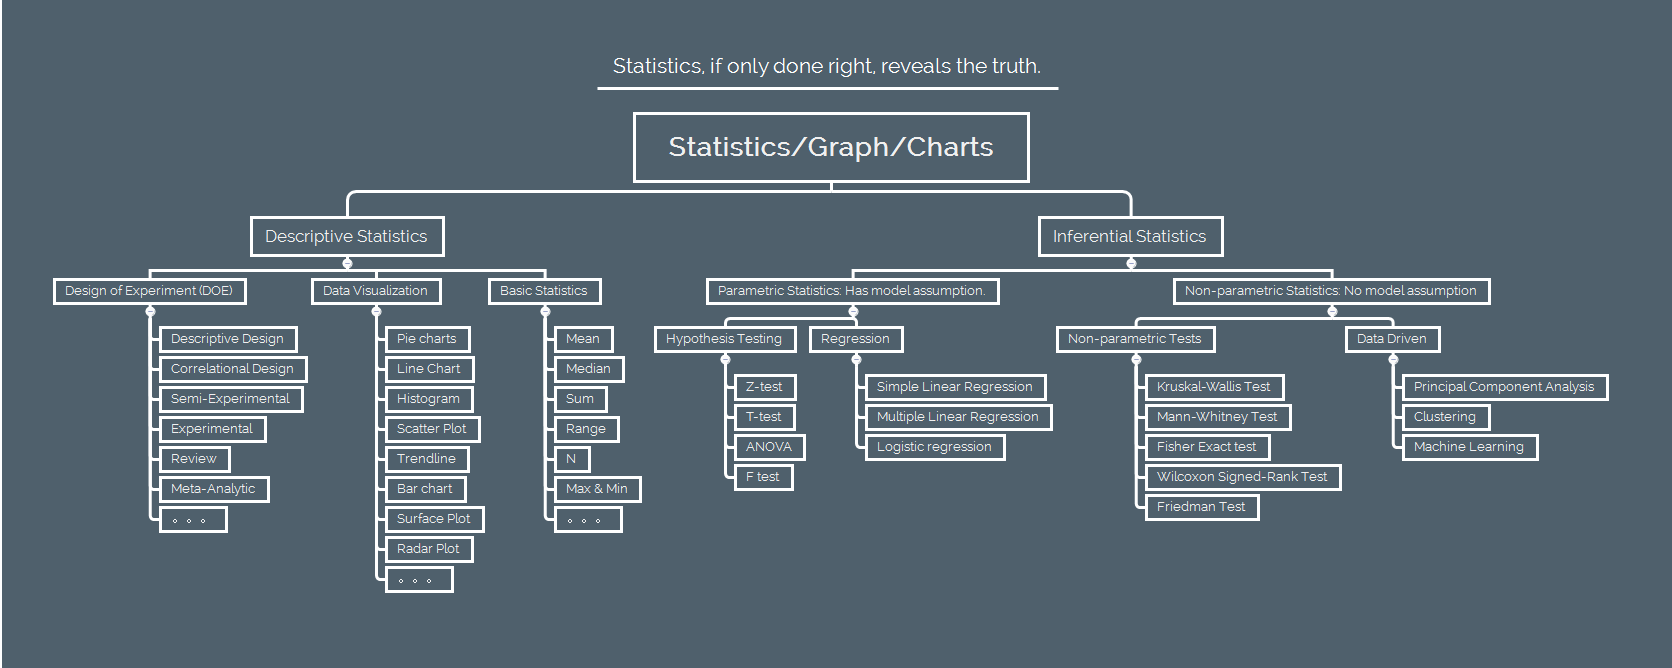 Statistics, if only done right, reveals the truth.
Statistics/Graph/Charts
Descriptive Statistics
Inferential Statistics
Design of Experiment (DOE)
Data Visualization
Basic Statistics
Parametric Statistics: Has model assumption.
Non-parametric Statistics: No model assumption
Descriptive Design
Correlational Design
Semi-Experimental
Experimental
Review
Meta-Analytic
Pie charts
Line Chart
Histogram
Scatter Plot
Trendline
Bar chart
Surface Plot
Radar Plot
Mean
Median
Sum
Range
N
Max & Min
Hypothesis Testing
Z-test
T-test
ANOVA
F test
Regression
Simple Linear Regression
Multiple Linear Regression
Logistic regression
Non-parametric Tests
Kruskal-Wallis Test
Mann-Whitney Test
Fisher Exact test
Wilcoxon Signed-Rank Test
Friedman Test
Data Driven
Principal Component Analysis
Clustering
Machine Learning